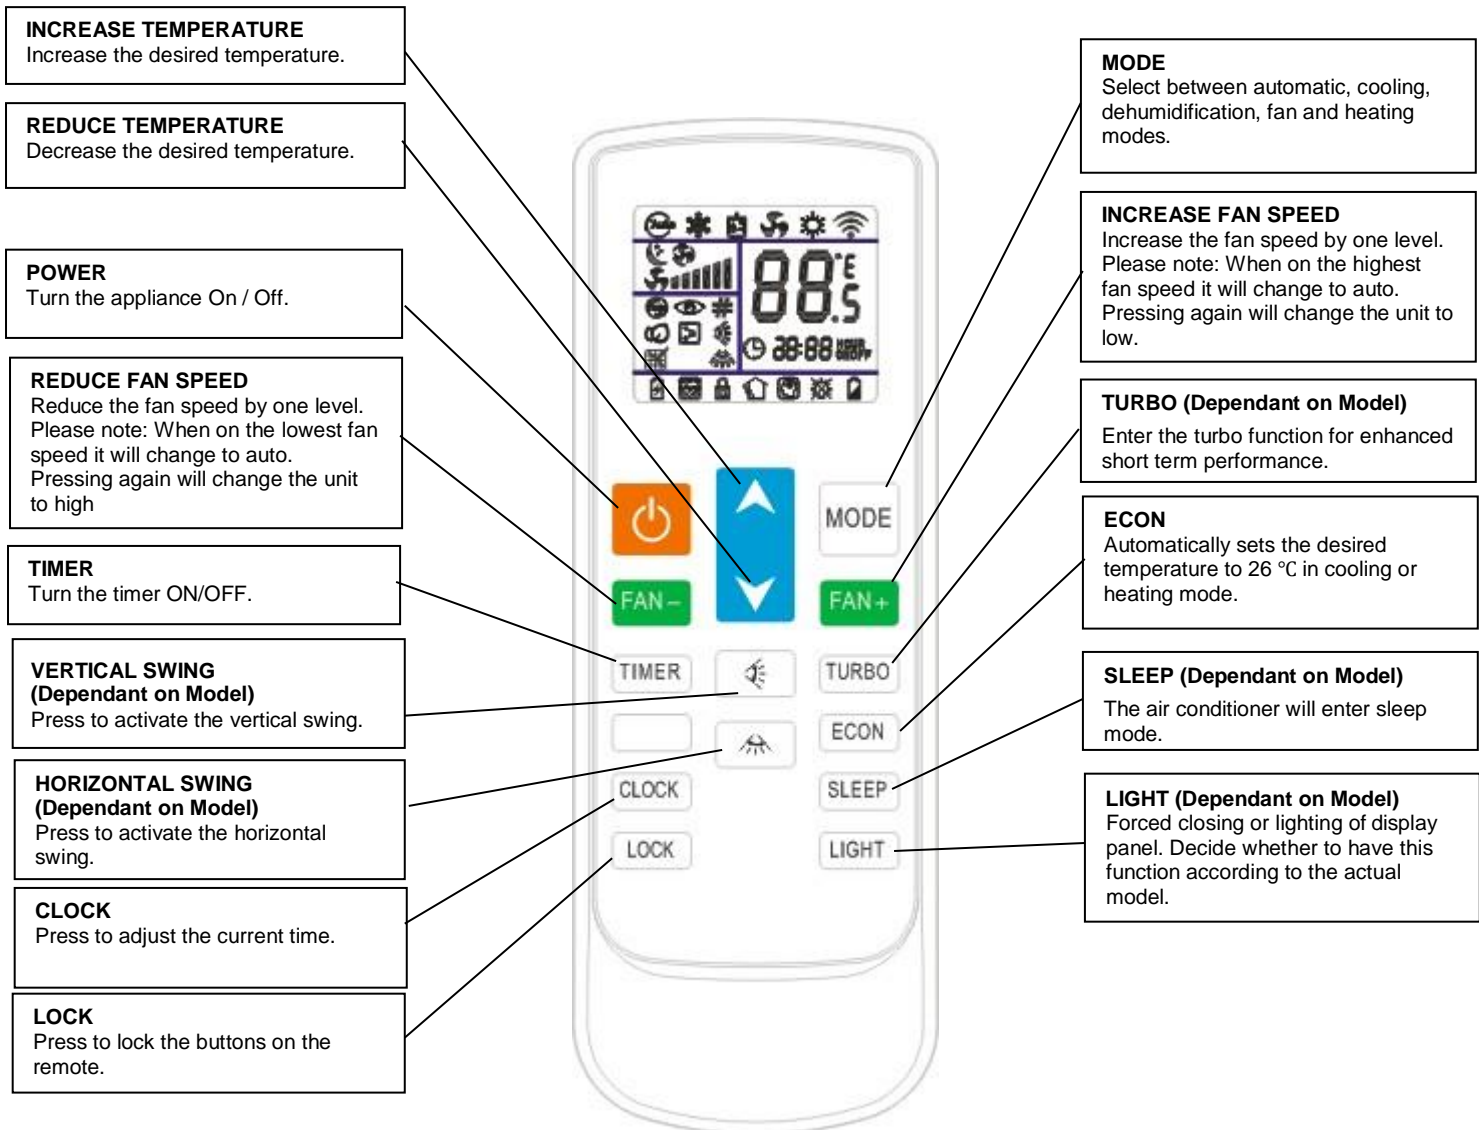 INCREASE TEMPERATURE
Increase the desired temperature.
REDUCE TEMPERATURE
Decrease the desired temperature.
POWER
Turn the appliance On / Off.
REDUCE FAN SPEED
Reduce the fan speed by one level.
Please note: When on the lowest fan
speed it will change to auto.
Pressing again will change the unit
to high
TIMER
Turn the timer ON/OFF.
VERTICAL SWING
(Dependant on Model)
Press to activate the vertical swing.
HORIZONTAL SWING
(Dependant on Model)
Press to activate the horizontal
swing.
CLOCK
Press to adjust the current time.
LOCK
Press to lock the buttons on the
remote.
88.5
88:88
MODE
FAN –
FAN +
TIMER
TURBO
ECON
CLOCK
SLEEP
LOCK
LIGHT
MODE
Select between automatic, cooling,
dehumidification, fan and heating
modes.
INCREASE FAN SPEED
Increase the fan speed by one level.
Please note: When on the highest
fan speed it will change to auto.
Pressing again will change the unit to
low.
TURBO (Dependant on Model)
Enter the turbo function for enhanced
short term performance.
ECON
Automatically sets the desired
temperature to 26 °C in cooling or
heating mode.
SLEEP (Dependant on Model)
The air conditioner will enter sleep
mode.
LIGHT (Dependant on Model)
Forced closing or lighting of display
panel. Decide whether to have this
function according to the actual
model.